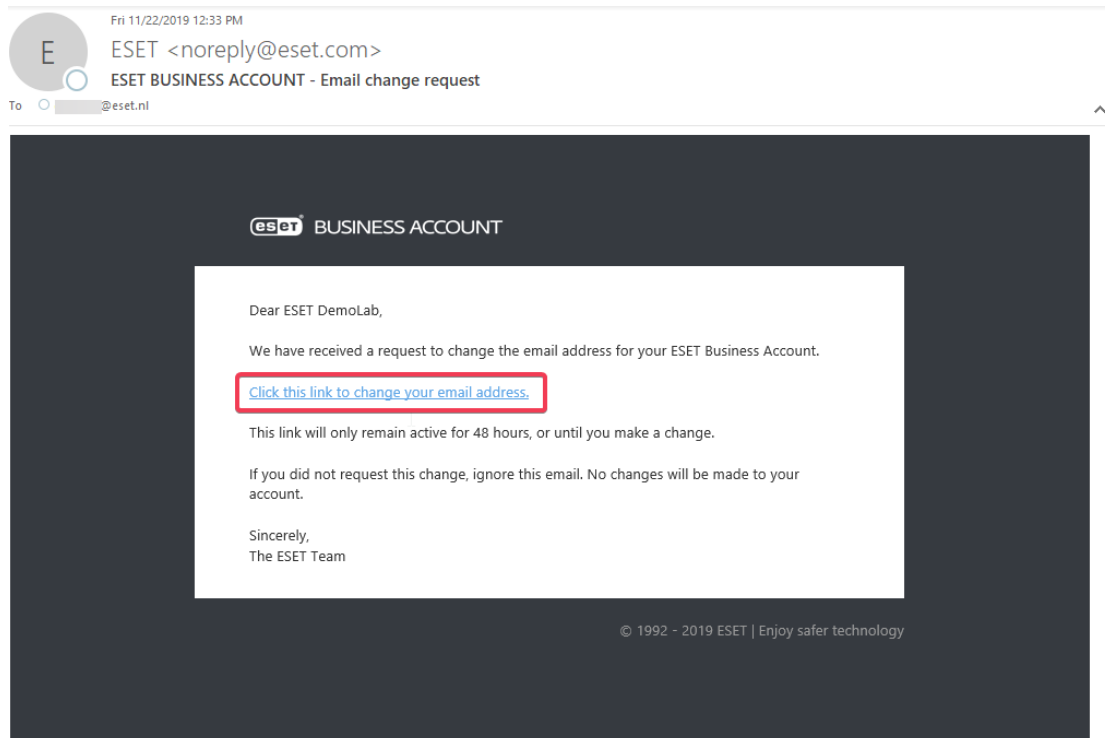 Fri 11/22/2019 12:33 PM
E
ESET <noreply@eset.com>
ESET BUSINESS ACCOUNT - Email change request
To @eset.nl
eset® BUSINESS ACCOUNT
Dear ESET DemoLab,
We have received a request to change the email address for your ESET Business Account.
Click this link to change your email address.
This link will only remain active for 48 hours, or until you make a change.
If you did not request this change, ignore this email. No changes will be made to your
account.
Sincerely,
The ESET Team
© 1992 - 2019 ESET | Enjoy safer technology